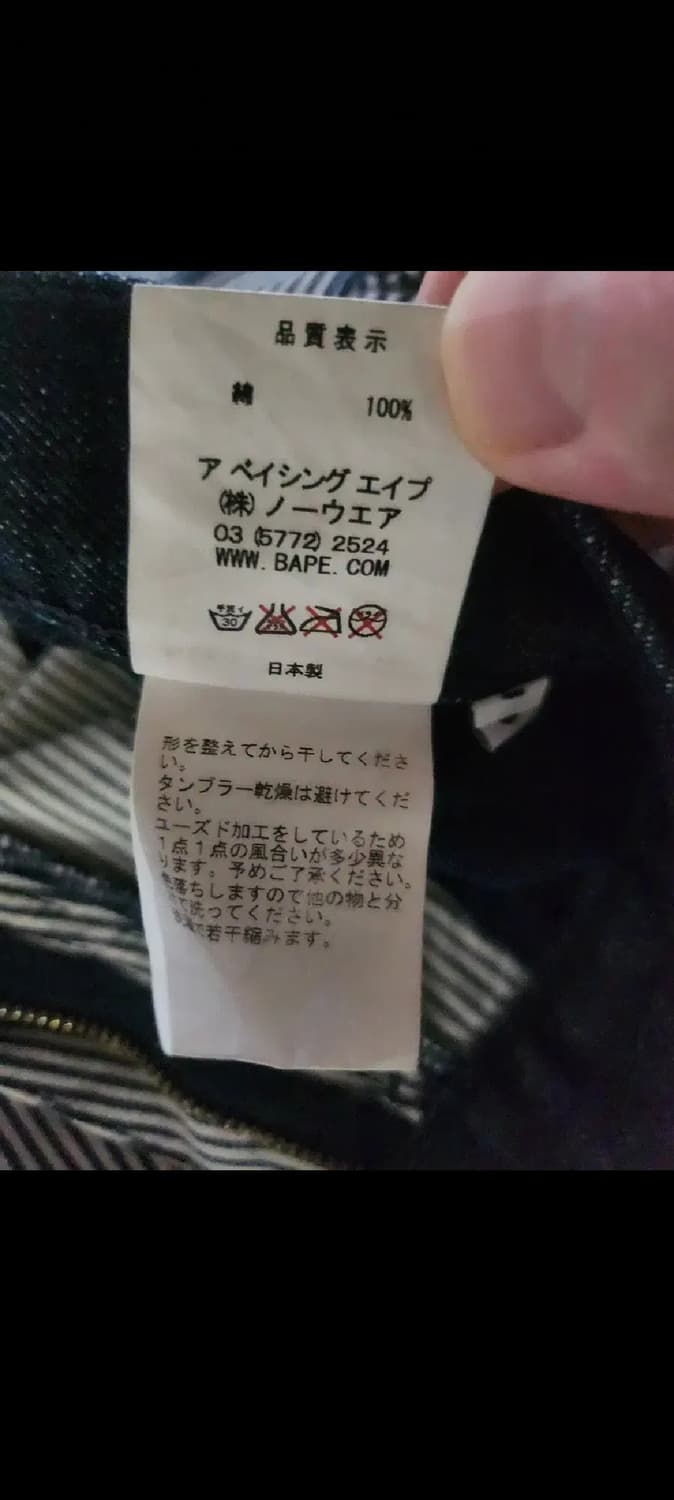 品質表示
綿 100%
ア ベイシング エイプ
(株) ノーウエア
03 (5772) 2524
WWW. BAPE. COM
手洗イ
30
日本製
形を整えてから干してくださ
い。
タンブラー乾燥は避けてくだ
さい。
ユーズド加工をしているため
1点1点の風合いが多少異な
ります。予めご了承ください。
色落ちしますので他の物と分
けて洗ってください。
若干縮みます。